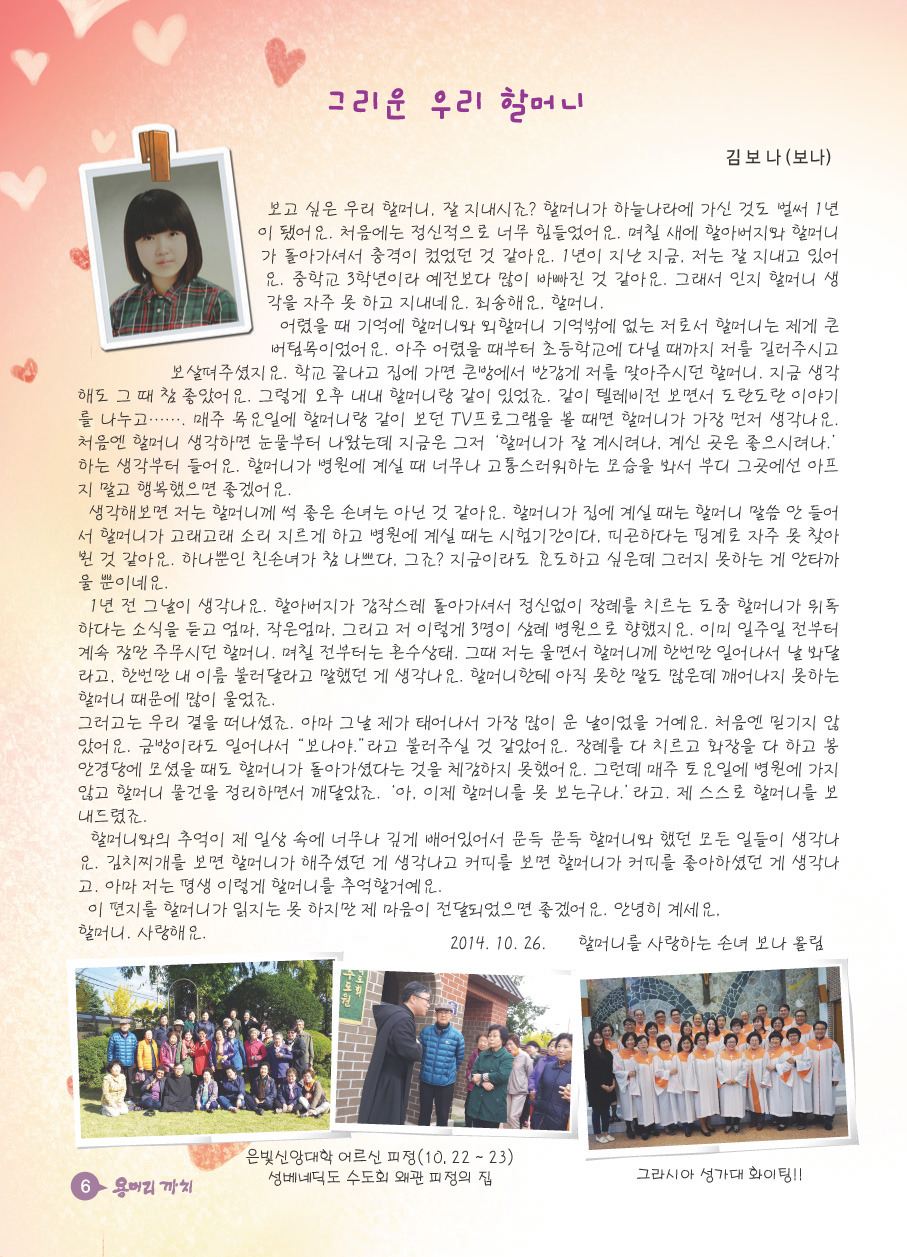 그리운 우리 할머니
김 보 나 (보나)
보고 싶은 우리 할머니, 잘 지내시죠? 할머니가 하늘나라에 가신 것도 벌써 1년
이 됐어요. 처음에는 정신적으로 너무 힘들었어요. 며칠 새에 할아버지와 할머니
가 돌아가셔서 충격이 컸었던 것 같아요. 1년이 지난 지금, 저는 잘 지내고 있어
요. 중학교 3학년이라 예전보다 많이 바빠진 것 같아요. 그래서 인지 할머니 생
각을 자주 못 하고 지내네요. 죄송해요, 할머니.
어렸을 때 기억에 할머니와 외할머니 기억밖에 없는 저로서 할머니는 제게 큰
버팀목이었어요. 아주 어렸을 때부터 초등학교에 다닐 때까지 저를 길러주시고
보살펴주셨지요. 학교 끝나고 집에 가면 큰방에서 반갑게 저를 맞아주시던 할머니. 지금 생각
해도 그 때 참 좋았어요. 그렇게 오후 내내 할머니랑 같이 있었죠. 같이 텔레비전 보면서 도란도란 이야기
를 나누고……. 매주 목요일에 할머니랑 같이 보던 TV프로그램을 볼 때면 할머니가 가장 먼저 생각나요.
처음엔 할머니 생각하면 눈물부터 나왔는데 지금은 그저 ‘할머니가 잘 계시려나, 계신 곳은 좋으시려나.’
하는 생각부터 들어요. 할머니가 병원에 계실 때 너무나 고통스러워하는 모습을 봐서 부디 그곳에선 아프
지 말고 행복했으면 좋겠어요.
생각해보면 저는 할머니께 썩 좋은 손녀는 아닌 것 같아요. 할머니가 집에 계실 때는 할머니 말씀 안 들어
서 할머니가 고래고래 소리 지르게 하고 병원에 계실 때는 시험기간이다, 피곤하다는 핑계로 자주 못 찾아
뵌 것 같아요. 하나뿐인 친손녀가 참 나쁘다, 그죠? 지금이라도 효도하고 싶은데 그러지 못하는 게 안타까
울 뿐이네요.
1년 전 그날이 생각나요. 할아버지가 갑작스레 돌아가셔서 정신없이 장례를 치르는 도중 할머니가 위독
하다는 소식을 듣고 엄마, 작은엄마, 그리고 저 이렇게 3명이 삼례 병원으로 향했지요. 이미 일주일 전부터
계속 잠만 주무시던 할머니. 며칠 전부터는 혼수상태. 그때 저는 울면서 할머니께 한번만 일어나서 날 봐달
라고, 한번만 내 이름 불러달라고 말했던 게 생각나요. 할머니한테 아직 못한 말도 많은데 깨어나지 못하는
할머니 때문에 많이 울었죠.
그러고는 우리 곁을 떠나셨죠. 아마 그날 제가 태어나서 가장 많이 운 날이었을 거예요. 처음엔 믿기지 않
았어요. 금방이라도 일어나서 “보나야.”라고 불러주실 것 같았어요. 장례를 다 치르고 화장을 다 하고 봉
안경당에 모셨을 때도 할머니가 돌아가셨다는 것을 체감하지 못했어요. 그런데 매주 토요일에 병원에 가지
않고 할머니 물건을 정리하면서 깨달았죠. ‘아, 이제 할머니를 못 보는구나.’라고. 제 스스로 할머니를 보
내드렸죠.
할머니와의 추억이 제 일상 속에 너무나 깊게 배어있어서 문득 문득 할머니와 했던 모든 일들이 생각나
요. 김치찌개를 보면 할머니가 해주셨던 게 생각나고 커피를 보면 할머니가 커피를 좋아하셨던 게 생각나
고. 아마 저는 평생 이렇게 할머니를 추억할거예요.
이 편지를 할머니가 읽지는 못 하지만 제 마음이 전달되었으면 좋겠어요. 안녕히 계세요,
할머니. 사랑해요.
2014. 10. 26. 할머니를 사랑하는 손녀 보나 올림
은빛신앙대학 어르신 피정(10, 22 ~ 23)
성베네딕도 수도회 왜관 피정의 집
그라시아 성가대 화이팅!!
6 용머리 까치